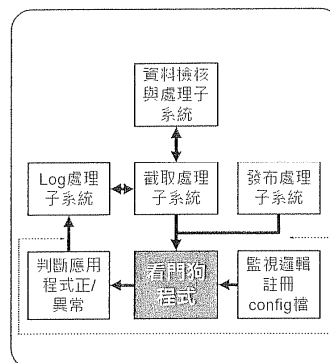 資料檢核
與處理子
系統
Log處理
子系統
截取處理
子系統
發布處理
子系統
判斷應用
程式正/
異常
看門狗
程式
監視邏輯
註冊
config檔